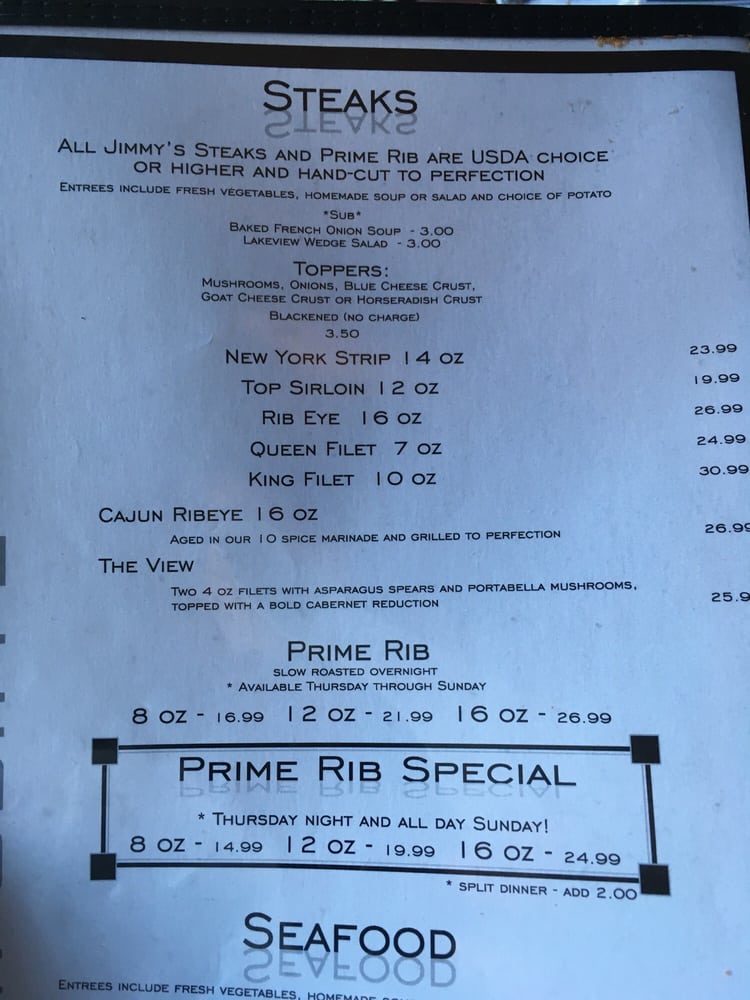 STEAKS
ALL JIMMY'S STEAKS AND PRIME RIB ARE USDA CHOICE
OR HIGHER AND HAND-CUT TO PERFECTION
ENTREES INCLUDE FRESH VEGETABLES, HOMEMADE SOUP OR SALAD AND CHOICE OF POTATO
*SUB*
BAKED FRENCH ONION SOUP - 3.00
LAKEVIEW WEDGE SALAD - 3.00
TOPPERS:
MUSHROOMS, ONIONS, BLUE CHEESE CRUST,
GOAT CHEESE CRUST OR HORSERADISH CRUST
BLACKENED (NO CHARGE)
3.50
NEW YORK STRIP 14 OZ 23.99
TOP SIRLOIN 12 OZ 19.99
RIB EYE 16 OZ 26.99
QUEEN FILET 7 OZ 24.99
KING FILET 10 OZ 30.99
CAJUN RIBEYE 16 OZ
AGED IN OUR 10 SPICE MARINADE AND GRILLED TO PERFECTION 26.99
THE VIEW
TWO 4 OZ FILETS WITH ASPARAGUS SPEARS AND PORTABELLA MUSHROOMS,
TOPPED WITH A BOLD CABERNET REDUCTION 25.9
PRIME RIB
SLOW ROASTED OVERNIGHT
* AVAILABLE THURSDAY THROUGH SUNDAY
8 OZ - 16.99 12 OZ - 21.99 16 OZ - 26.99
PRIME RIB SPECIAL
* THURSDAY NIGHT AND ALL DAY SUNDAY!
8 OZ - 14.99 12 OZ - 19.99 16 OZ - 24.99
* SPLIT DINNER - ADD 2.00
SEAFOOD
ENTREES INCLUDE FRESH VEGETABLES, HOMEMADE